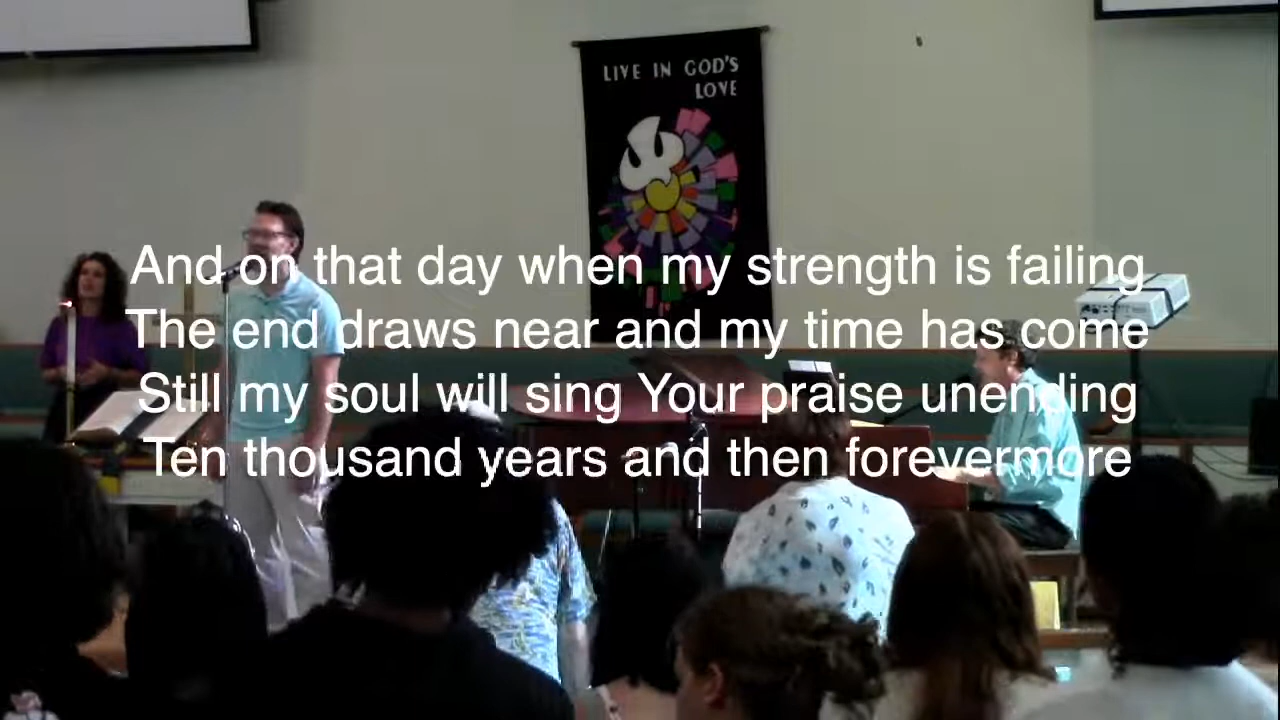 LIVE IN GOD'S
LOVE
And on that day when my strength is failing
The end draws near and my time has come
Still my soul will sing Your praise unending
Ten thousand years and then forevermore